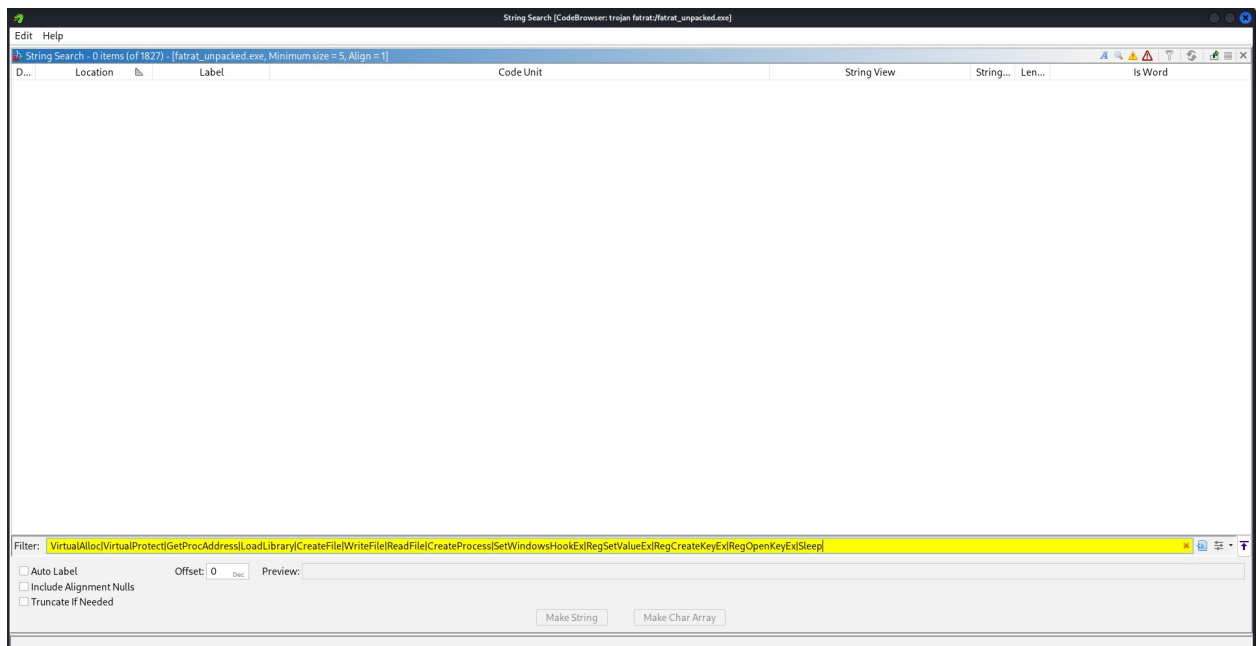 String Search [CodeBrowser: trojan fatrat:/fatrat_unpacked.exe]
Edit Help
String Search - 0 items (of 1827) - [fatrat_unpacked.exe, Minimum size = 5, Align = 1]
D... Location Label Code Unit String View String... Len... Is Word
Filter: VirtualAlloc|VirtualProtect|GetProcAddress|LoadLibrary|CreateFile|WriteFile|ReadFile|CreateProcess|SetWindowsHookEx|RegSetValueEx|RegCreateKeyEx|RegOpenKeyEx|Sleep
Auto Label Offset: 0 Dec Preview:
Include Alignment Nulls
Truncate If Needed
Make String Make Char Array